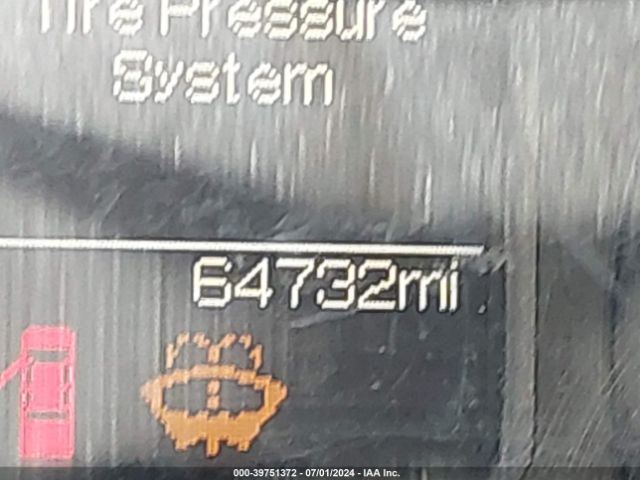 Tire Pressure
System
64732mi
000-39751372 - 07/01/2024 - IAA Inc.